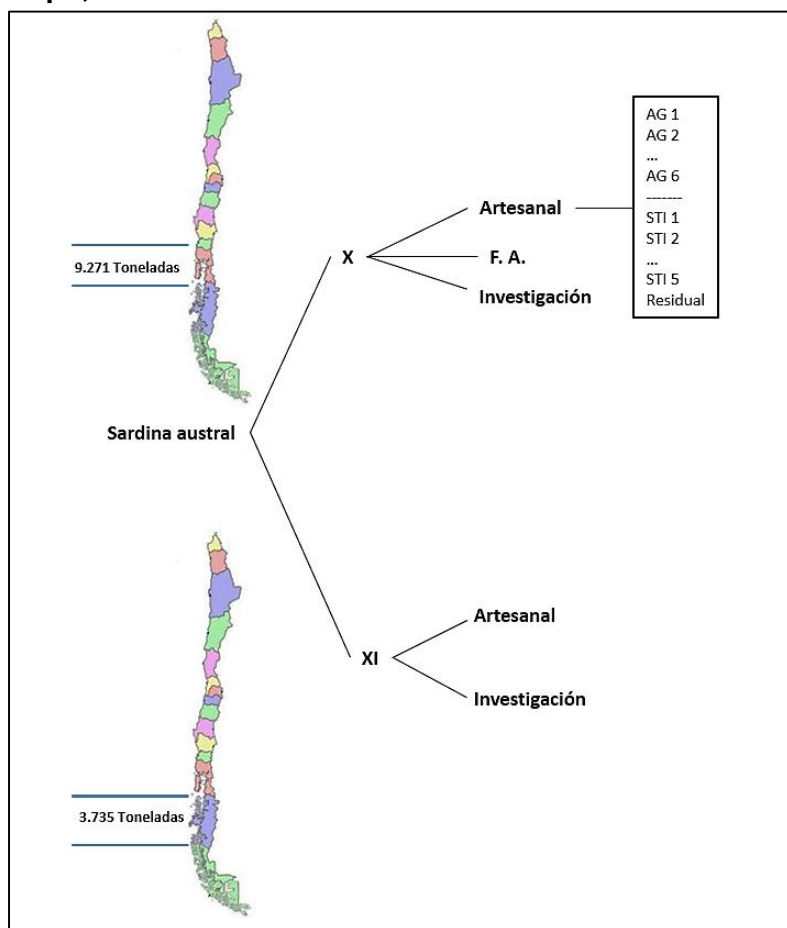 AG 1
AG 2
...
AG 6
-------
STI 1
STI 2
...
STI 5
Residual
Artesanal
X
F. A.
9.271 Toneladas
Investigación
Sardina austral
Artesanal
XI
Investigación
3.735 Toneladas